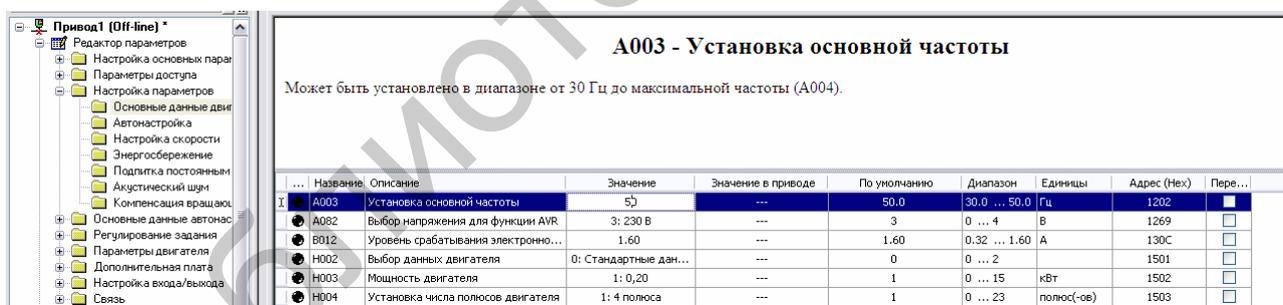 Привод1 (Off-line) *
Редактор параметров
Настройка основных парам
Параметры доступа
Настройка параметров
Основные данные двиг
Автонастройка
Настройка скорости
Энергосбережение
Подпитка постоянным
Акустический шум
Компенсация вращающ
Основные данные автонас
Регулирование задания
Параметры двигателя
Дополнительная плата
Настройка входа/выхода
Связь
A003 - Установка основной частоты
Может быть установлено в диапазоне от 30 Гц до максимальной частоты (A004).
... Название Описание Значение Значение в приводе По умолчанию Диапазон Единицы Адрес (Hex) Пере...
A003 Установка основной частоты --- 50.0 30.0 ... 50.0 Гц 1202
A082 Выбор напряжения для функции AVR 3: 230 В --- 3 0 ... 4 В 1269
B012 Уровень срабатывания электронно... 1.60 --- 1.60 0.32 ... 1.60 А 130C
H002 Выбор данных двигателя 0: Стандартные дан... --- 0 0 ... 2 1501
H003 Мощность двигателя 1: 0,20 --- 1 0 ... 15 кВт 1502
H004 Установка числа полюсов двигателя 1: 4 полюса --- 1 0 ... 23 полюс(-ов) 1503